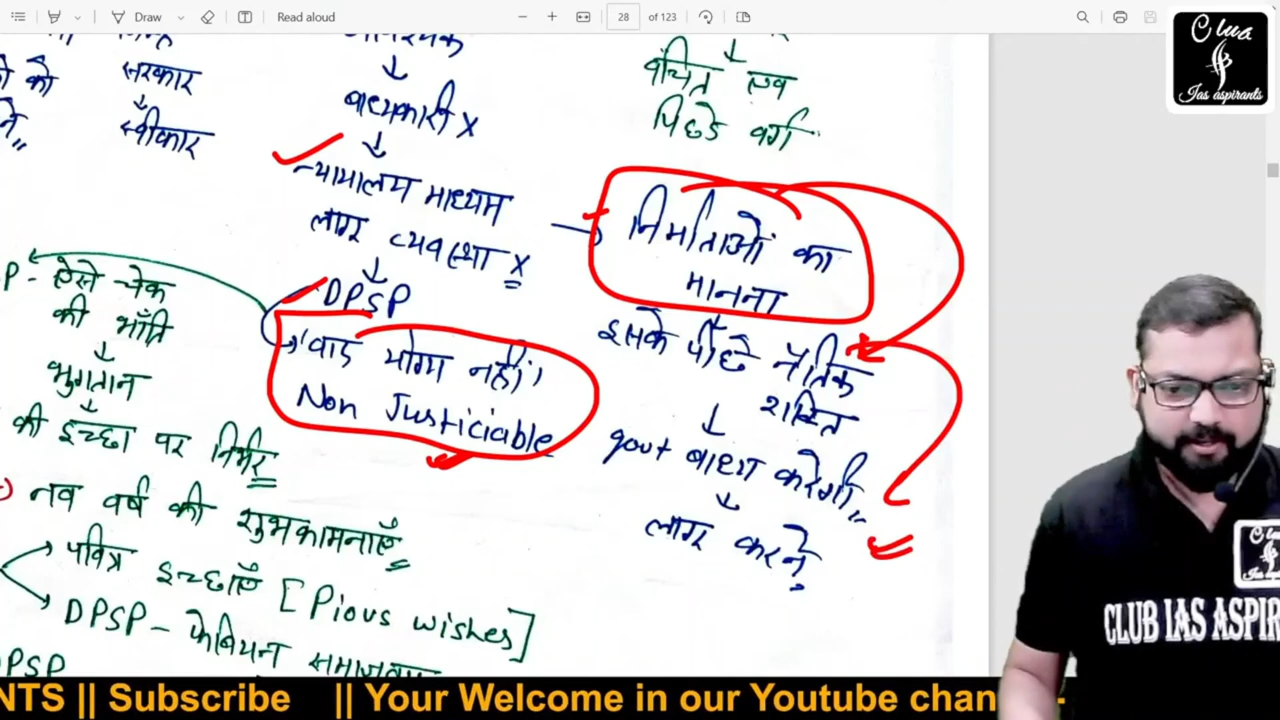 Draw
Read aloud
28
of 123
Club
Ias aspirants
को
सरकार
स्वीकार
बाध्यकारी x
न्यायालय माध्यम
लागू व्यवस्था x
DPSP
'वाद योग्य नहीं'
Non Justiciable
वंचित एवं
पिछड़े वर्ग
निर्माताओं का
मानना
इसके पीछे नैतिक
शक्ति
govt बाध्य करेगी
लागू करने
P - ऐसे चेक
की भाँति
भुगतान
की इच्छा पर निर्भर
नव वर्ष की शुभकामनाएँ
पवित्र इच्छाएँ [Pious wishes]
DPSP - फेबियन समाजवाद
DPSP
CLUB IAS ASPIRA
NTS || Subscribe || Your Welcome in our Youtube chan